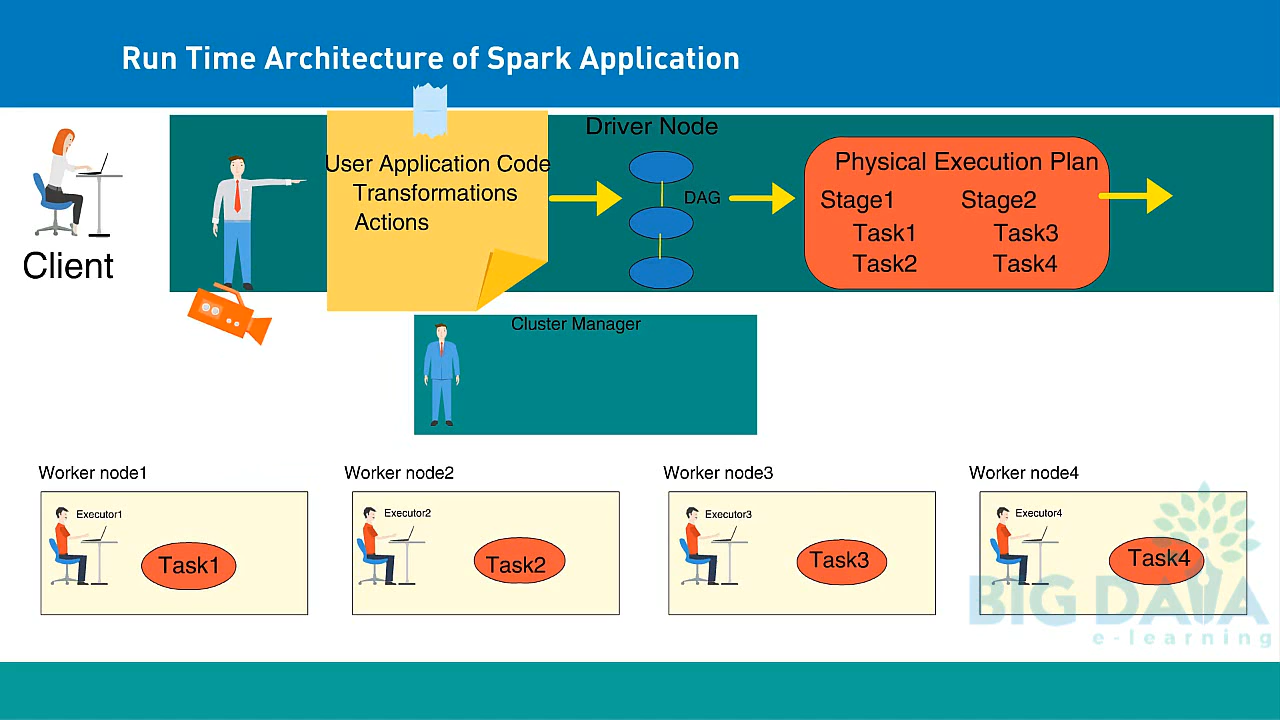 Run Time Architecture of Spark Application
Client
User Application Code
Transformations
Actions
Driver Node
DAG
Physical Execution Plan
Stage1 Stage2
Task1 Task3
Task2 Task4
Cluster Manager
Worker node1
Worker node2
Worker node3
Worker node4
Executor1
Task1
Executor2
Task2
Executor3
Task3
Executor4
Task4
BIG DATA
e-learning